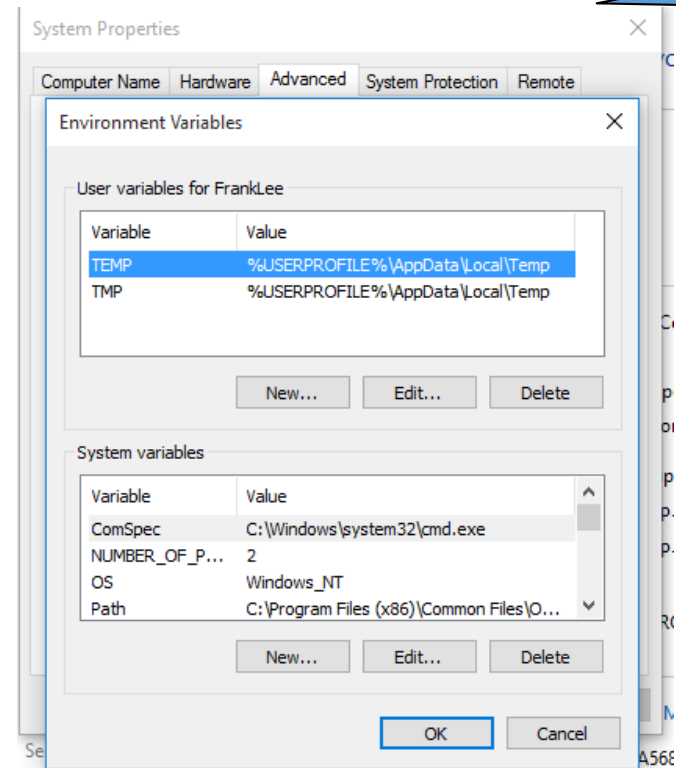 System Properties
Computer Name Hardware Advanced System Protection Remote
Environment Variables
User variables for FrankLee
Variable Value
TEMP %USERPROFILE%\AppData\Local\Temp
TMP %USERPROFILE%\AppData\Local\Temp
New... Edit... Delete
System variables
Variable Value
ComSpec C:\Windows\system32\cmd.exe
NUMBER_OF_P... 2
OS Windows_NT
Path C:\Program Files (x86)\Common Files\O...
New... Edit... Delete
OK Cancel
Se
A568